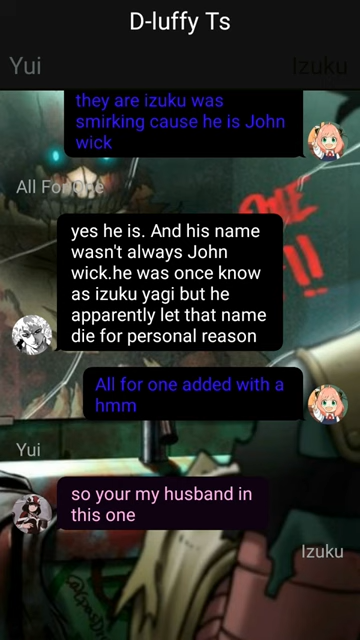 D-luffy Ts
Yui
Izuku
they are izuku was
smirking cause he is John
wick
All For One
yes he is. And his name
wasn't always John
wick.he was once know
as izuku yagi but he
apparently let that name
die for personal reason
All for one added with a
hmm
Yui
so your my husband in
this one
Izuku